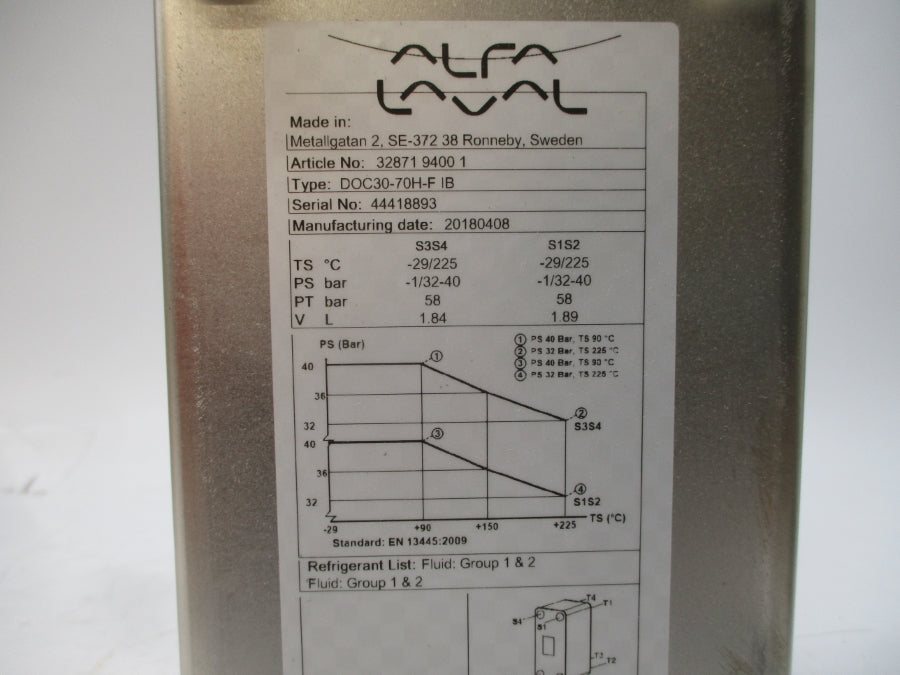 ALFA
LAVAL
Made in:
Metallgatan 2, SE-372 38 Ronneby, Sweden
Article No: 32871 9400 1
Type: DOC30-70H-F IB
Serial No: 44418893
Manufacturing date: 20180408
S3S4 S1S2
TS °C -29/225 -29/225
PS bar -1/32-40 -1/32-40
PT bar 58 58
V L 1.84 1.89
PS (Bar)
① PS 40 Bar, TS 90 °C
② PS 32 Bar, TS 225 °C
③ PS 40 Bar, TS 90 °C
④ PS 32 Bar, TS 225 °C
40 ①
36
32 ② S3S4
40 ③
36
32 ④ S1S2
-29 +90 +150 +225 TS (°C)
Standard: EN 13445:2009
Refrigerant List: Fluid: Group 1 & 2
Fluid: Group 1 & 2
T4
T1
S4
S1
T3
T2